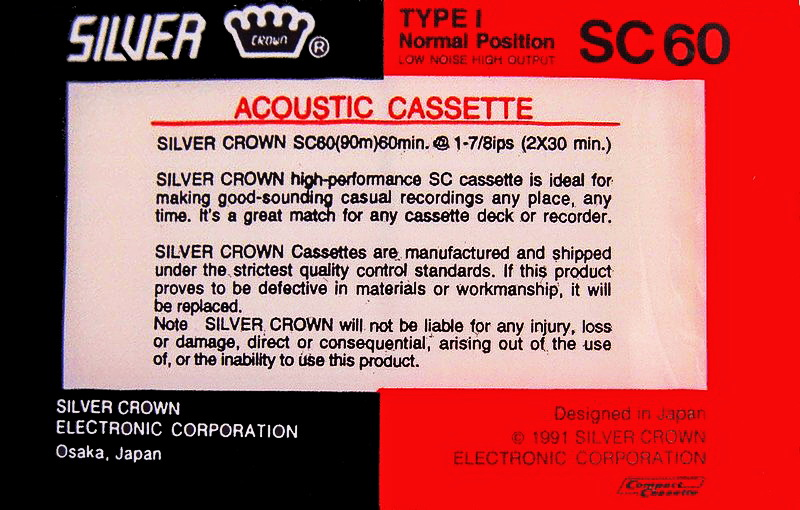 SILVER CROWN ®
TYPE I
Normal Position
LOW NOISE HIGH OUTPUT
SC 60
ACOUSTIC CASSETTE
SILVER CROWN SC60(90m)60min. @ 1-7/8ips (2X30 min.)
SILVER CROWN high-performance SC cassette is ideal for
making good-sounding casual recordings any place, any
time. It's a great match for any cassette deck or recorder.
SILVER CROWN Cassettes are manufactured and shipped
under the strictest quality control standards. If this product
proves to be defective in materials or workmanship, it will
be replaced.
Note SILVER CROWN will not be liable for any injury, loss
or damage, direct or consequential, arising out of the use
of, or the inability to use this product.
SILVER CROWN
ELECTRONIC CORPORATION
Osaka, Japan
Designed in Japan
© 1991 SILVER CROWN
ELECTRONIC CORPORATION
Compact
Cassette